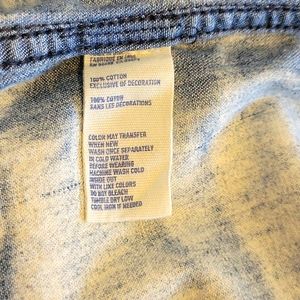 100% COTTON
EXCLUSIVE OF DECORATION
100% COTON
SANS LES DECORATIONS
COLOR MAY TRANSFER
WHEN NEW
WASH ONCE SEPARATELY
IN COLD WATER
BEFORE WEARING
MACHINE WASH COLD
INSIDE OUT
WITH LIKE COLORS
DO NOT BLEACH
TUMBLE DRY LOW
COOL IRON IF NEEDED